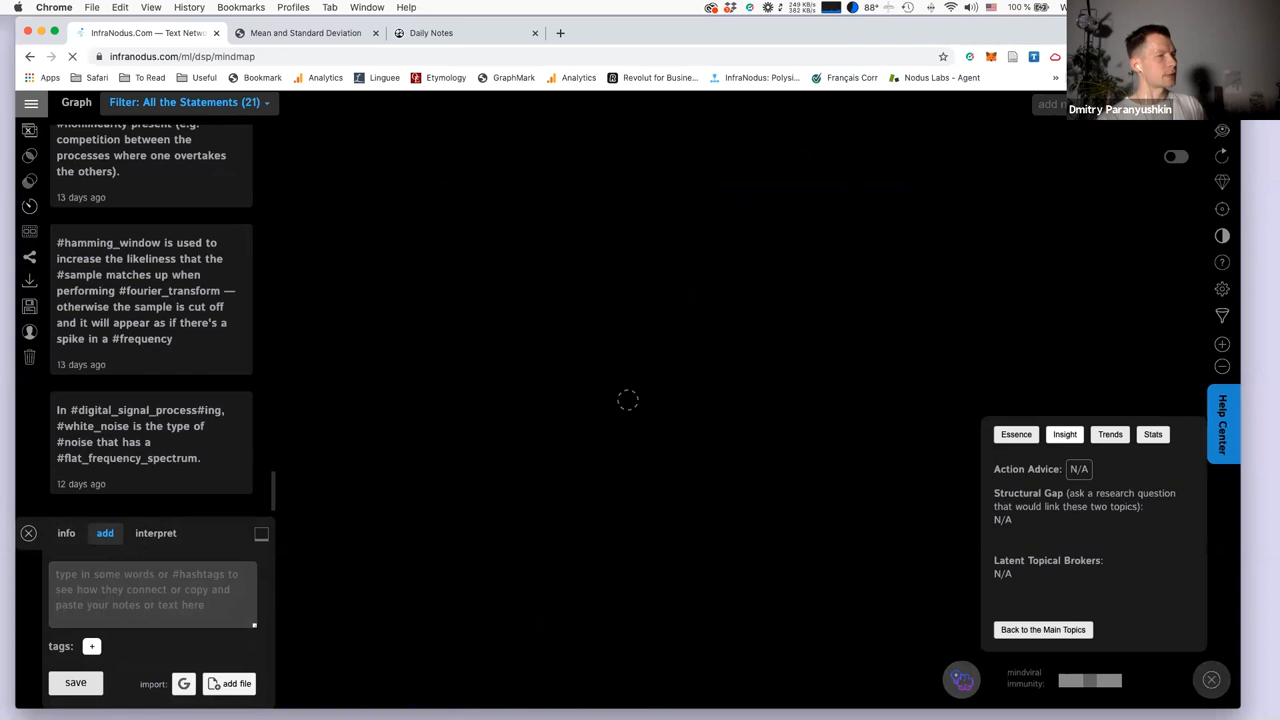 Chrome File Edit View History Bookmarks Profiles Tab Window Help
249 KB/s
382 KB/s
88°
100 %
InfraNodus.Com — Text Netwo
Mean and Standard Deviation
Daily Notes
infranodus.com/ml/dsp/mindmap
Apps Safari To Read Useful Bookmark Analytics Linguee Etymology GraphMark Analytics Revolut for Busine... InfraNodus: Polysi... Français Corr Nodus Labs - Agent »
Dmitry Paranyushkin
Graph Filter: All the Statements (21)
add n
#nonlinearity present (e.g.
competition between the
processes where one overtakes
the others).
13 days ago
#hamming_window is used to
increase the likeliness that the
#sample matches up when
performing #fourier_transform —
otherwise the sample is cut off
and it will appear as if there's a
spike in a #frequency
13 days ago
In #digital_signal_process#ing,
#white_noise is the type of
#noise that has a
#flat_frequency_spectrum.
12 days ago
info add interpret
type in some words or #hashtags to
see how they connect or copy and
paste your notes or text here
tags: +
save import: G add file
Essence Insight Trends Stats
Action Advice: N/A
Structural Gap (ask a research question
that would link these two topics):
N/A
Latent Topical Brokers:
N/A
Back to the Main Topics
mindviral
immunity:
Help Center